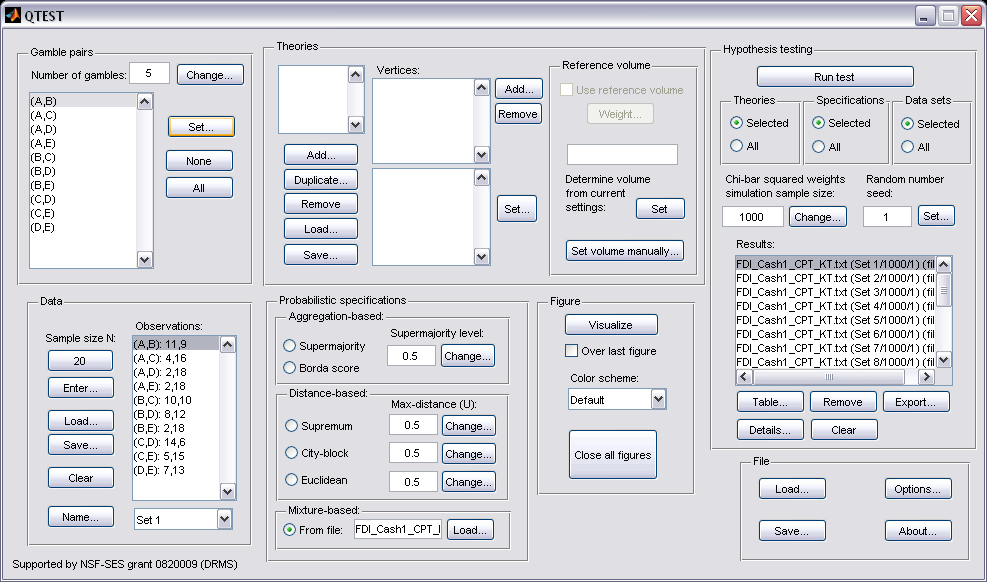 QTEST
Gamble pairs
Number of gambles: 5 Change...
(A,B)
(A,C)
(A,D)
(A,E)
(B,C)
(B,D)
(B,E)
(C,D)
(C,E)
(D,E)
Set...
None
All
Theories
Add...
Duplicate...
Remove
Load...
Save...
Vertices:
Add...
Remove
Set...
Reference volume
Use reference volume
Weight...
Determine volume
from current
settings:
Set
Set volume manually...
Hypothesis testing
Run test
Theories
Selected
All
Specifications
Selected
All
Data sets
Selected
All
Chi-bar squared weights
simulation sample size:
1000 Change...
Random number
seed:
1 Set...
Results:
FDI_Cash1_CPT_KT.txt (Set 1/1000/1) (fil
FDI_Cash1_CPT_KT.txt (Set 2/1000/1) (fil
FDI_Cash1_CPT_KT.txt (Set 3/1000/1) (fil
FDI_Cash1_CPT_KT.txt (Set 4/1000/1) (fil
FDI_Cash1_CPT_KT.txt (Set 5/1000/1) (fil
FDI_Cash1_CPT_KT.txt (Set 6/1000/1) (fil
FDI_Cash1_CPT_KT.txt (Set 7/1000/1) (fil
FDI_Cash1_CPT_KT.txt (Set 8/1000/1) (fil
Table... Remove Export...
Details... Clear
Data
Sample size N:
20
Enter...
Load...
Save...
Clear
Name...
Observations:
(A,B): 11,9
(A,C): 4,16
(A,D): 2,18
(A,E): 2,18
(B,C): 10,10
(B,D): 8,12
(B,E): 2,18
(C,D): 14,6
(C,E): 5,15
(D,E): 7,13
Set 1
Probabilistic specifications
Aggregation-based:
Supermajority level:
Supermajority
0.5 Change...
Borda score
Distance-based:
Max-distance (U):
Supremum 0.5 Change...
City-block 0.5 Change...
Euclidean 0.5 Change...
Mixture-based:
From file: FDI_Cash1_CPT_I Load...
Figure
Visualize
Over last figure
Color scheme:
Default
Close all figures
File
Load... Options...
Save... About...
Supported by NSF-SES grant 0820009 (DRMS)